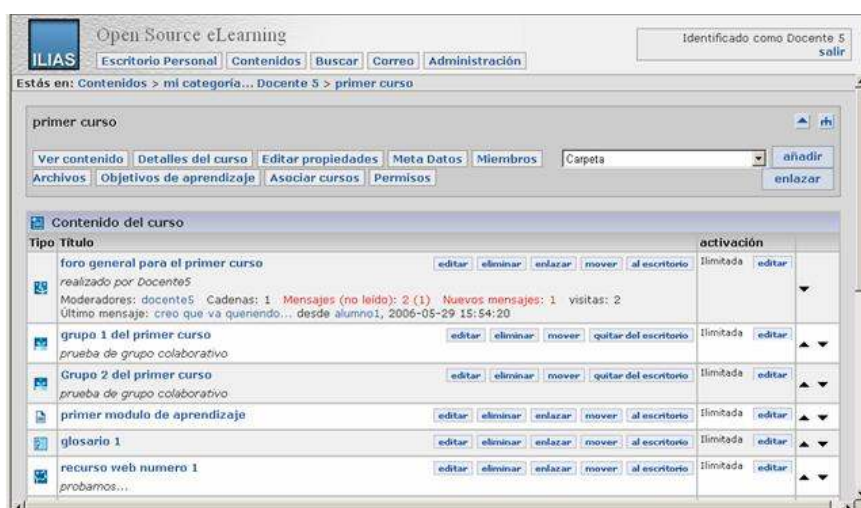 Open Source eLearning
ILIAS
Identificado como Docente 5
salir
Escritorio Personal Contenidos Buscar Correo Administración
Estás en: Contenidos > mi categoría... Docente 5 > primer curso
primer curso
Ver contenido Detalles del curso Editar propiedades Meta Datos Miembros Carpeta añadir
Archivos Objetivos de aprendizaje Asociar cursos Permisos enlazar
Contenido del curso
Tipo Título activación
foro general para el primer curso editar eliminar enlazar mover al escritorio Ilimitada editar
realizado por Docente5
Moderadores: docente5 Cadenas: 1 Mensajes (no leído): 2 (1) Nuevos mensajes: 1 visitas: 2
Último mensaje: creo que va queriendo... desde alumno1, 2006-05-29 15:54:20
grupo 1 del primer curso editar eliminar mover quitar del escritorio Ilimitada editar
prueba de grupo colaborativo
Grupo 2 del primer curso editar eliminar mover quitar del escritorio Ilimitada editar
prueba de grupo colaborativo
primer modulo de aprendizaje editar eliminar enlazar mover al escritorio Ilimitada editar
glosario 1 editar eliminar enlazar mover al escritorio Ilimitada editar
recurso web numero 1 editar eliminar enlazar mover al escritorio Ilimitada editar
probamos...